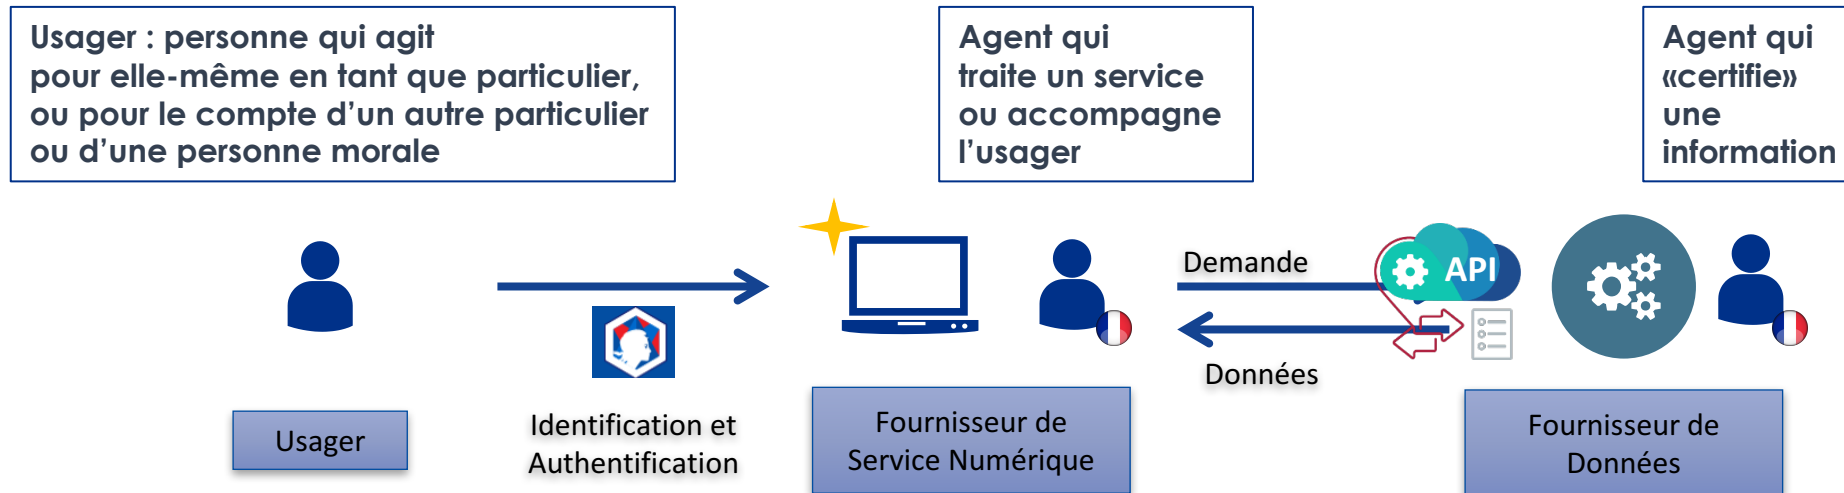 Usager : personne qui agit
pour elle-même en tant que particulier,
ou pour le compte d'un autre particulier
ou d'une personne morale
Agent qui
traite un service
ou accompagne
l'usager
Agent qui
«certifie»
une
information
Demande
API
Données
Usager
Identification et
Authentification
Fournisseur de
Service Numérique
Fournisseur de
Données